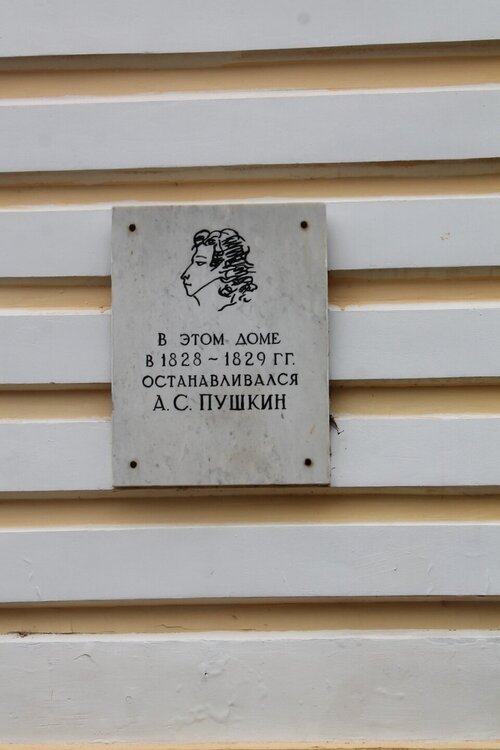 В ЭТОМ ДОМЕ
В 1828 ~ 1829 ГГ.
ОСТАНАВЛИВАЛСЯ
А. С. ПУШКИН